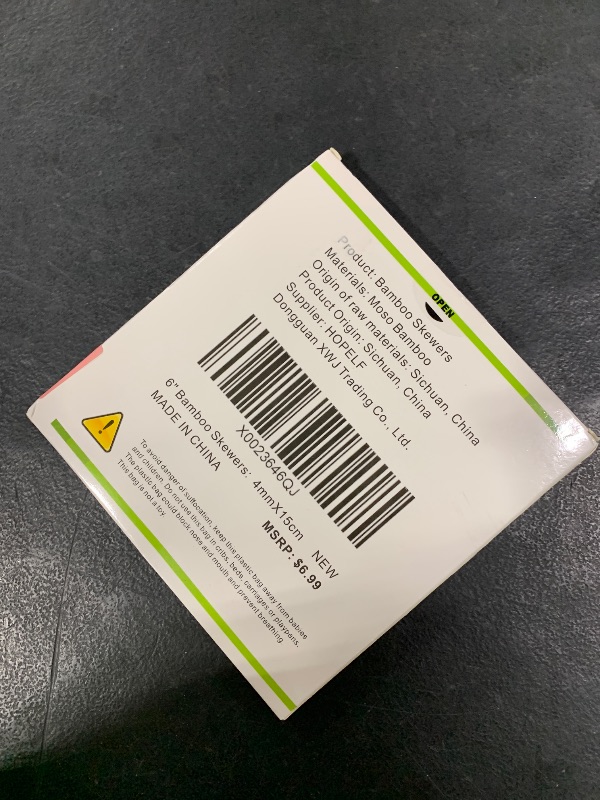 OPEN
Product: Bamboo Skewers
Materials: Moso Bamboo
Origin of raw materials: Sichuan, China
Product Origin: Sichuan, China
Supplier: HOPELF
Dongguan XWJ Trading Co., Ltd.
X0023646QJ
6" Bamboo Skewers: 4mmX15cm NEW
MADE IN CHINA
MSRP: $6.99
To avoid danger of suffocation, keep this plastic bag away from babies
and children. Do not use this bag in cribs, beds, carriages or playpens.
The plastic bag could block nose and mouth and prevent breathing.
This bag is not a toy.